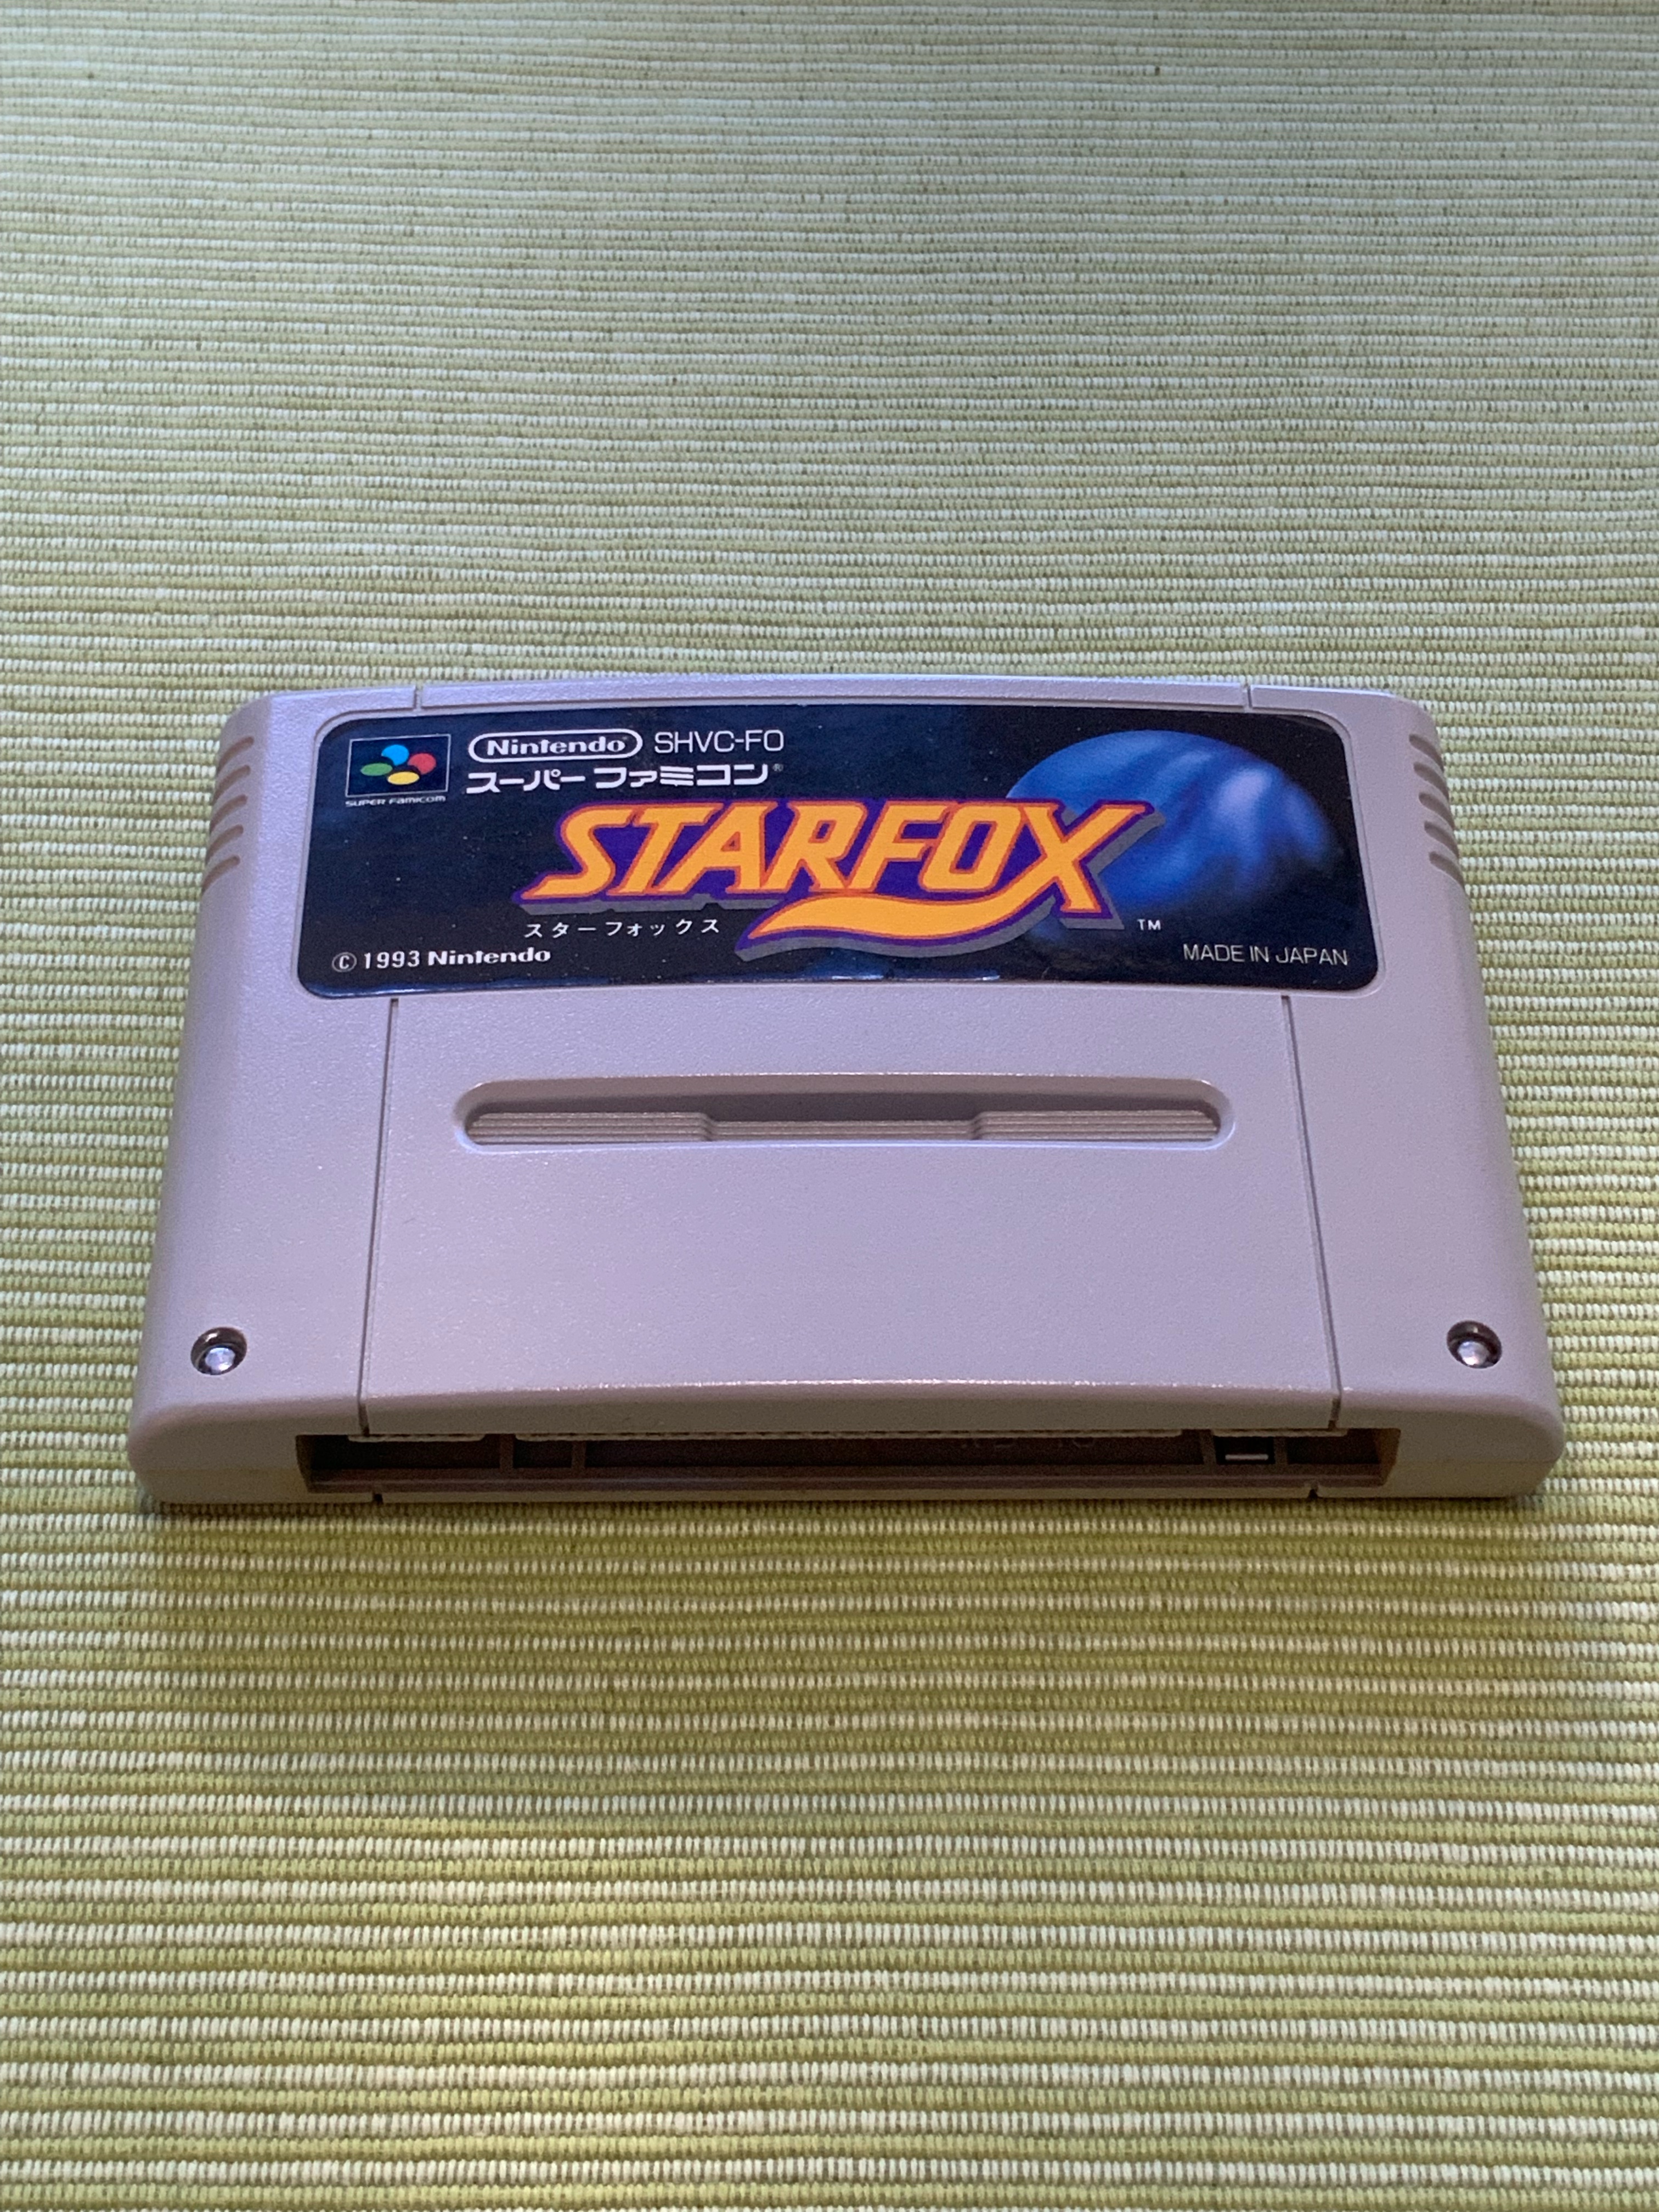 Nintendo SHVC-FO
スーパーファミコン®
SUPER FAMICOM
STARFOX
スターフォックス
TM
© 1993 Nintendo
MADE IN JAPAN